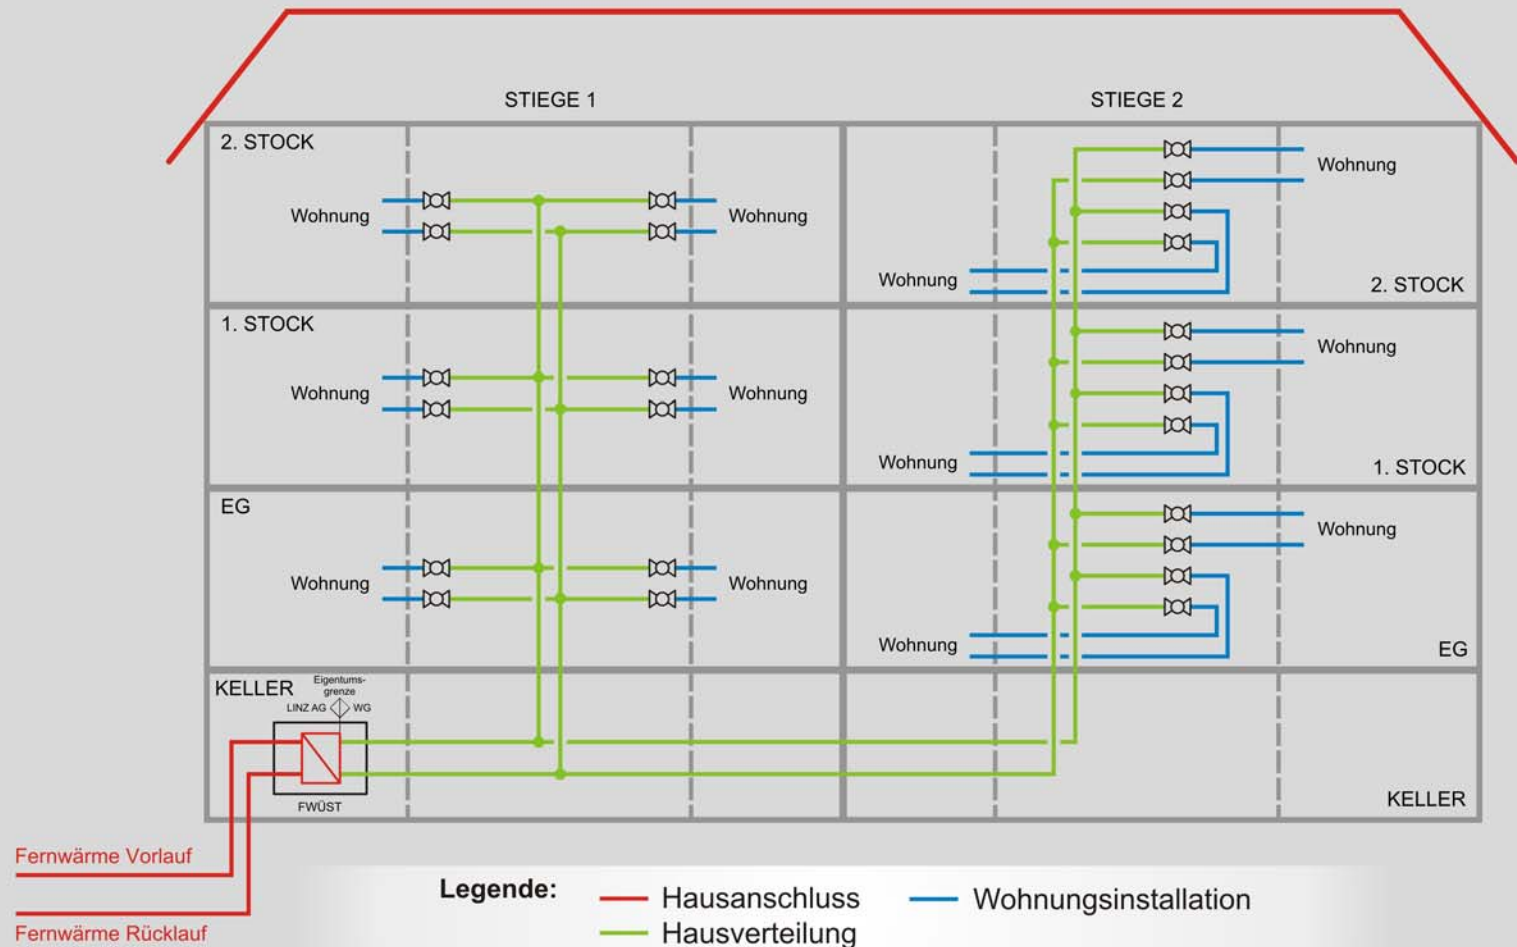 STIEGE 1
STIEGE 2
2. STOCK
Wohnung
Wohnung
Wohnung
Wohnung
2. STOCK
1. STOCK
Wohnung
Wohnung
Wohnung
Wohnung
1. STOCK
EG
Wohnung
Wohnung
Wohnung
Wohnung
EG
KELLER
Eigentums-
grenze
LINZ AG WG
FWÜST
KELLER
Fernwärme Vorlauf
Fernwärme Rücklauf
Legende:
Hausanschluss
Wohnungsinstallation
Hausverteilung